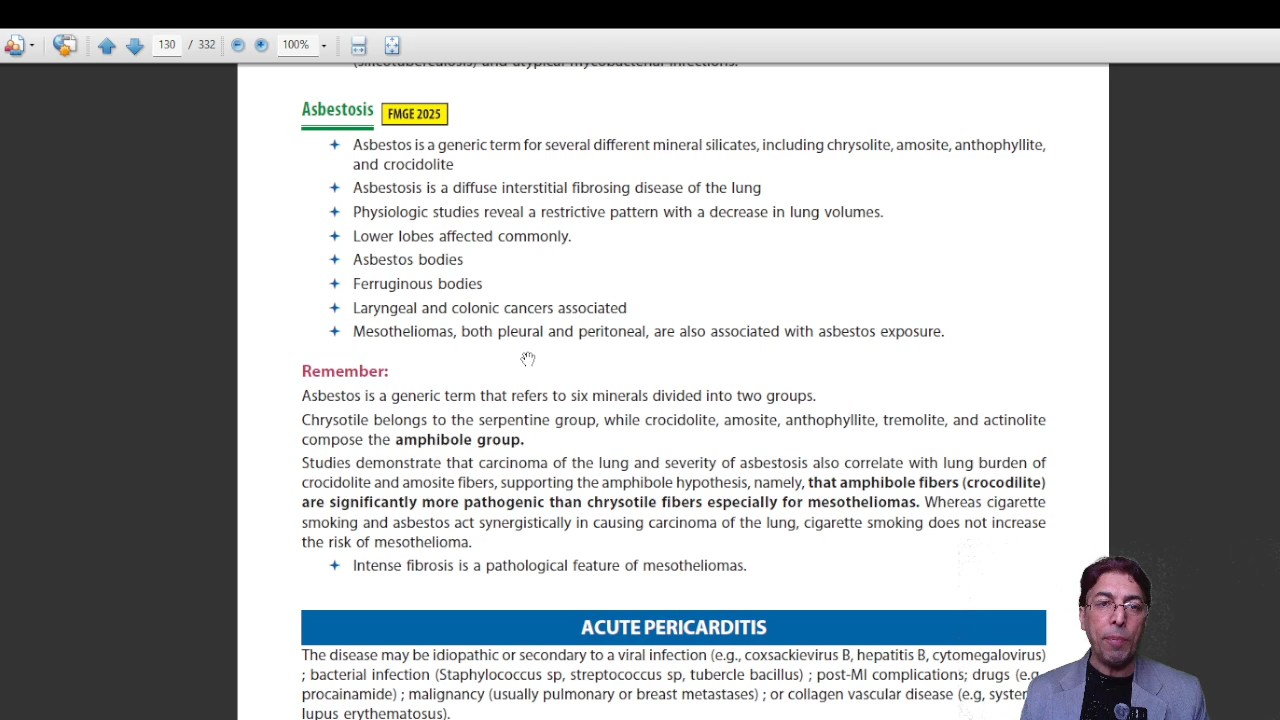 130 / 332 100%
(silicotuberculosis) and atypical mycobacterial infections.
Asbestosis FMGE 2025
Asbestos is a generic term for several different mineral silicates, including chrysolite, amosite, anthophyllite,
and crocidolite
Asbestosis is a diffuse interstitial fibrosing disease of the lung
Physiologic studies reveal a restrictive pattern with a decrease in lung volumes.
Lower lobes affected commonly.
Asbestos bodies
Ferruginous bodies
Laryngeal and colonic cancers associated
Mesotheliomas, both pleural and peritoneal, are also associated with asbestos exposure.
Remember:
Asbestos is a generic term that refers to six minerals divided into two groups.
Chrysotile belongs to the serpentine group, while crocidolite, amosite, anthophyllite, tremolite, and actinolite
compose the amphibole group.
Studies demonstrate that carcinoma of the lung and severity of asbestosis also correlate with lung burden of
crocidolite and amosite fibers, supporting the amphibole hypothesis, namely, that amphibole fibers (crocodilite)
are significantly more pathogenic than chrysotile fibers especially for mesotheliomas. Whereas cigarette
smoking and asbestos act synergistically in causing carcinoma of the lung, cigarette smoking does not increase
the risk of mesothelioma.
Intense fibrosis is a pathological feature of mesotheliomas.
ACUTE PERICARDITIS
The disease may be idiopathic or secondary to a viral infection (e.g., coxsackievirus B, hepatitis B, cytomegalovirus)
; bacterial infection (Staphylococcus sp, streptococcus sp, tubercle bacillus) ; post-MI complications; drugs (e.g.
procainamide) ; malignancy (usually pulmonary or breast metastases) ; or collagen vascular disease (e.g,
lupus erythematosus).